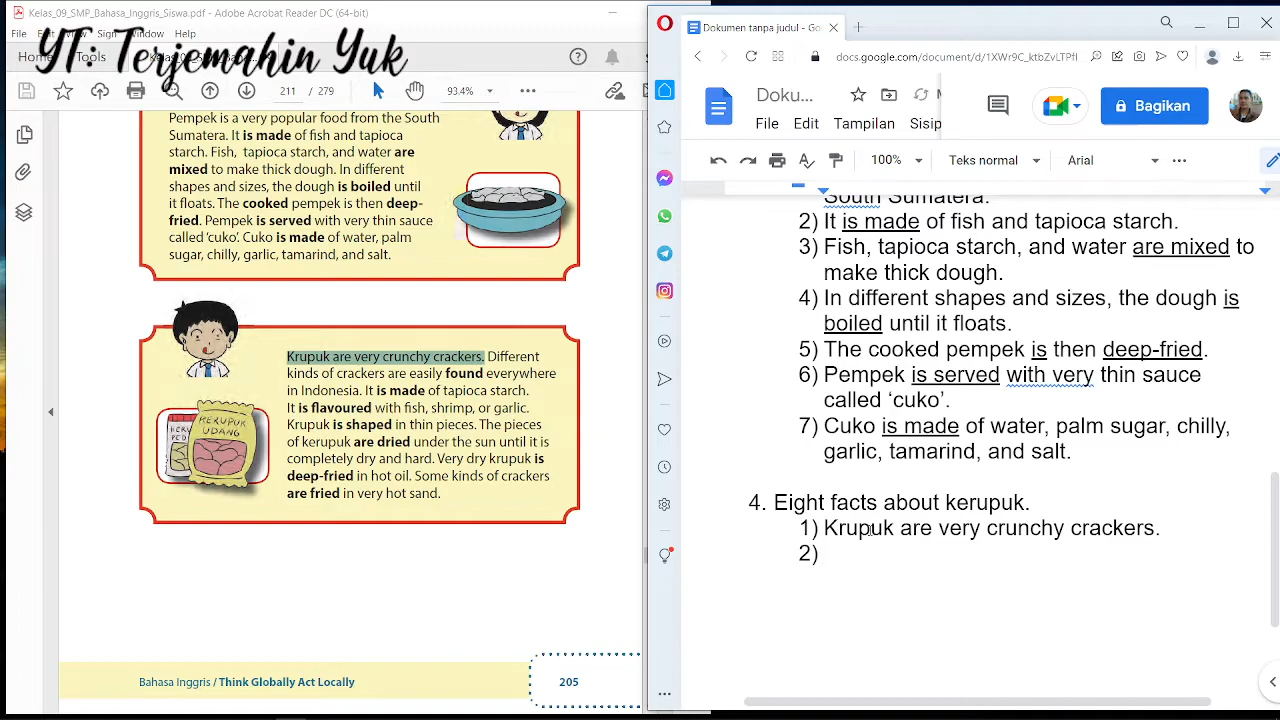 Kelas_09_SMP_Bahasa_Inggris_Siswa.pdf - Adobe Acrobat Reader DC (64-bit)
File
Sign Window Help
YT: Terjemahin Yuk
Home Tools
211 / 279
93.4%
Pempek is a very popular food from the South
Sumatera. It is made of fish and tapioca
starch. Fish, tapioca starch, and water are
mixed to make thick dough. In different
shapes and sizes, the dough is boiled until
it floats. The cooked pempek is then deep-
fried. Pempek is served with very thin sauce
called ‘cuko’. Cuko is made of water, palm
sugar, chilly, garlic, tamarind, and salt.
Krupuk are very crunchy crackers. Different
kinds of crackers are easily found everywhere
in Indonesia. It is made of tapioca starch.
It is flavoured with fish, shrimp, or garlic.
Krupuk is shaped in thin pieces. The pieces
of kerupuk are dried under the sun until it is
completely dry and hard. Very dry krupuk is
deep-fried in hot oil. Some kinds of crackers
are fried in very hot sand.
KERUPUK
UDANG
Bahasa Inggris / Think Globally Act Locally
205
Dokumen tanpa judul - Go
docs.google.com/document/d/1XWr9C_ktbZvLTPfl
Doku...
Bagikan
File Edit Tampilan Sisip
100% Teks normal Arial
South Sumatera.
2) It is made of fish and tapioca starch.
3) Fish, tapioca starch, and water are mixed to
make thick dough.
4) In different shapes and sizes, the dough is
boiled until it floats.
5) The cooked pempek is then deep-fried.
6) Pempek is served with very thin sauce
called ‘cuko’.
7) Cuko is made of water, palm sugar, chilly,
garlic, tamarind, and salt.
4. Eight facts about kerupuk.
1) Krupuk are very crunchy crackers.
2)